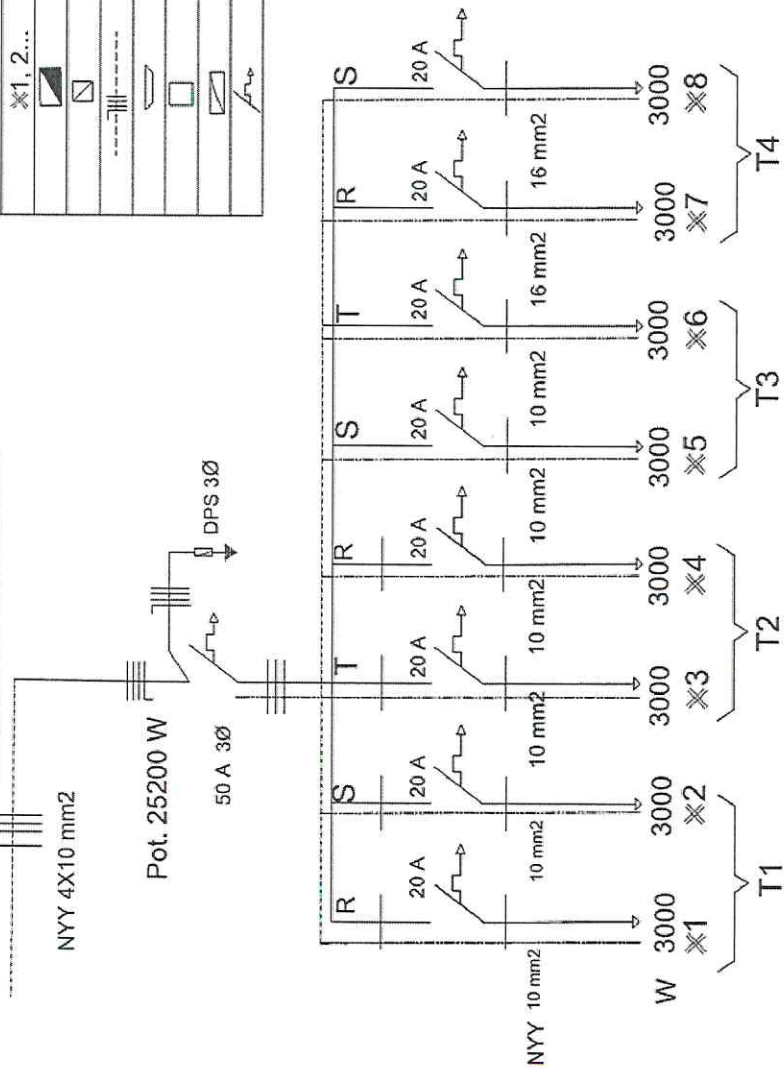 ※1, 2...
NYY 4X10 mm2
Pot. 25200 W
50 A 3Ø
DPS 3Ø
R S T R S T R S
20 A 20 A 20 A 20 A 20 A 20 A 20 A 20 A
NYY 10 mm2 10 mm2 10 mm2 10 mm2 10 mm2 10 mm2 16 mm2 16 mm2
W 3000 3000 3000 3000 3000 3000 3000 3000
※1 ※2 ※3 ※4 ※5 ※6 ※7 ※8
T1 T2 T3 T4